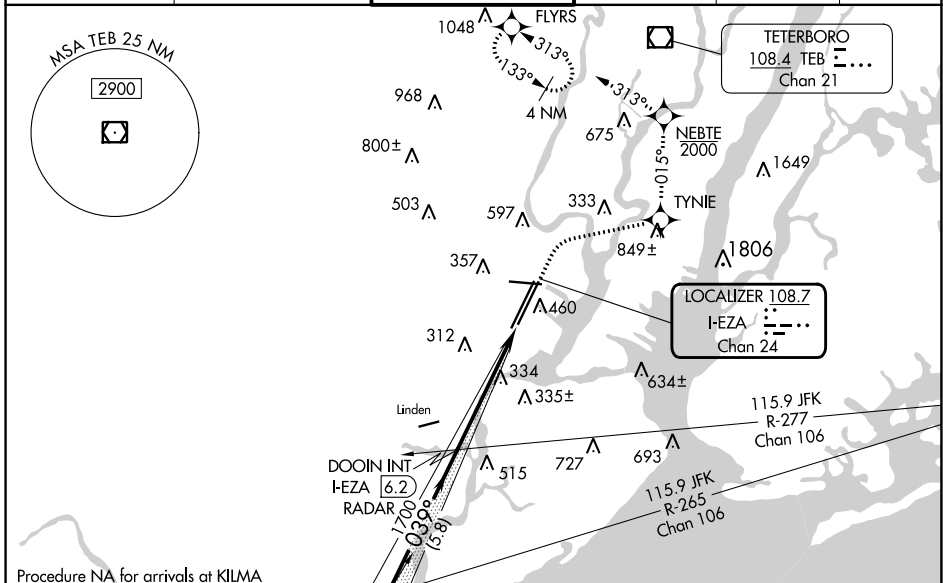 MSA TEB 25 NM
2900
1048
FLYRS
313°
133°
4 NM
313°
TETERBORO
108.4 TEB
Chan 21
968
675
NEBTE
2000
800±
015°
1649
503
597
333
TYNIE
849±
1806
357
460
LOCALIZER 108.7
I-EZA
Chan 24
312
334
335±
634±
Linden
115.9 JFK
R-277
Chan 106
DOOIN INT
I-EZA 6.2
RADAR
515
727
693
115.9 JFK
R-265
Chan 106
1700
039°
(5.8)
Procedure NA for arrivals at KILMA